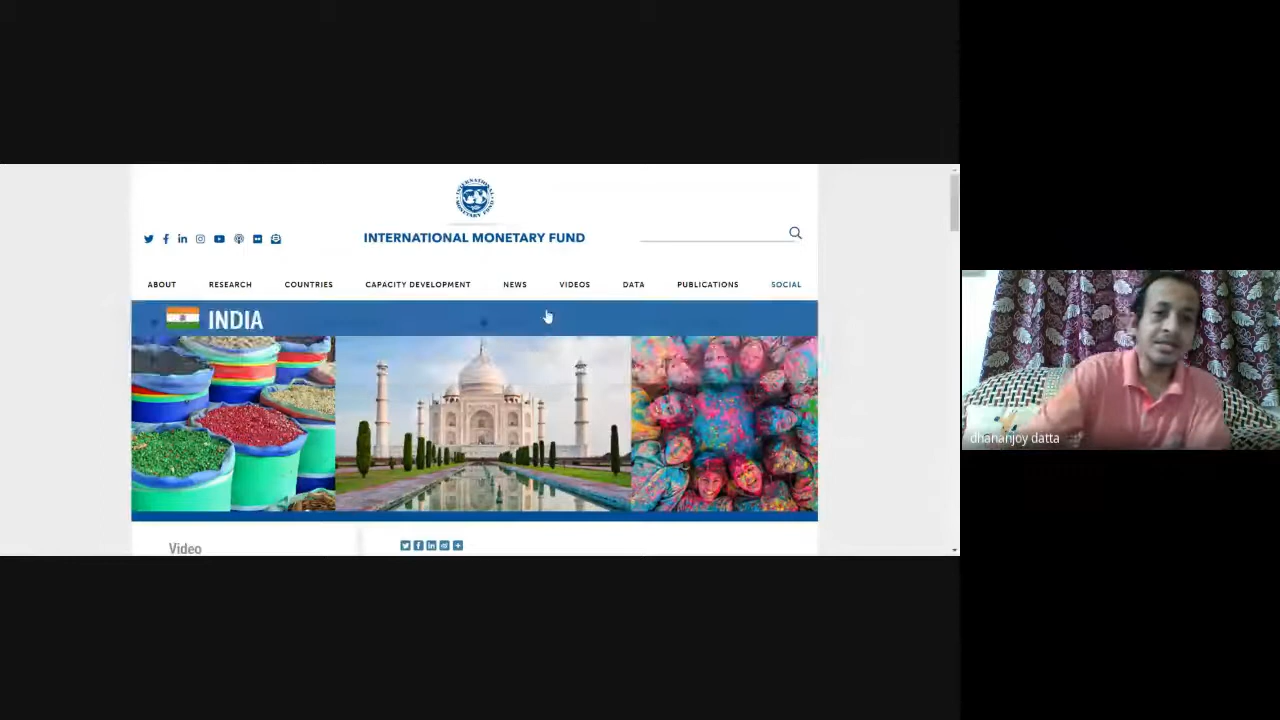 INTERNATIONAL MONETARY FUND
ABOUT RESEARCH COUNTRIES CAPACITY DEVELOPMENT NEWS VIDEOS DATA PUBLICATIONS SOCIAL
INDIA
Video
dhananjoy datta